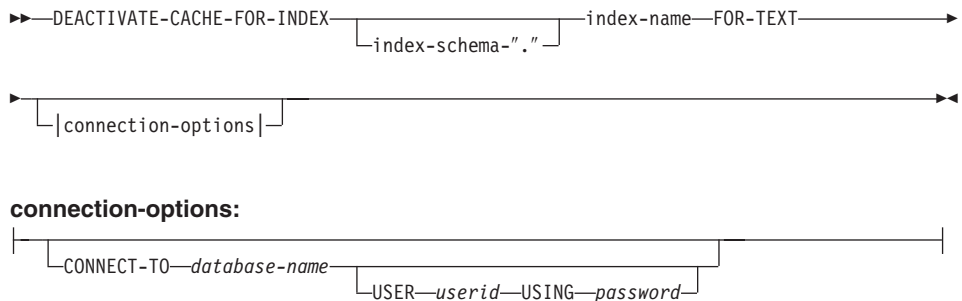 DEACTIVATE-CACHE-FOR-INDEX index-name FOR-TEXT
index-schema-"."
connection-options
connection-options:
CONNECT-TO database-name
USER userid USING password